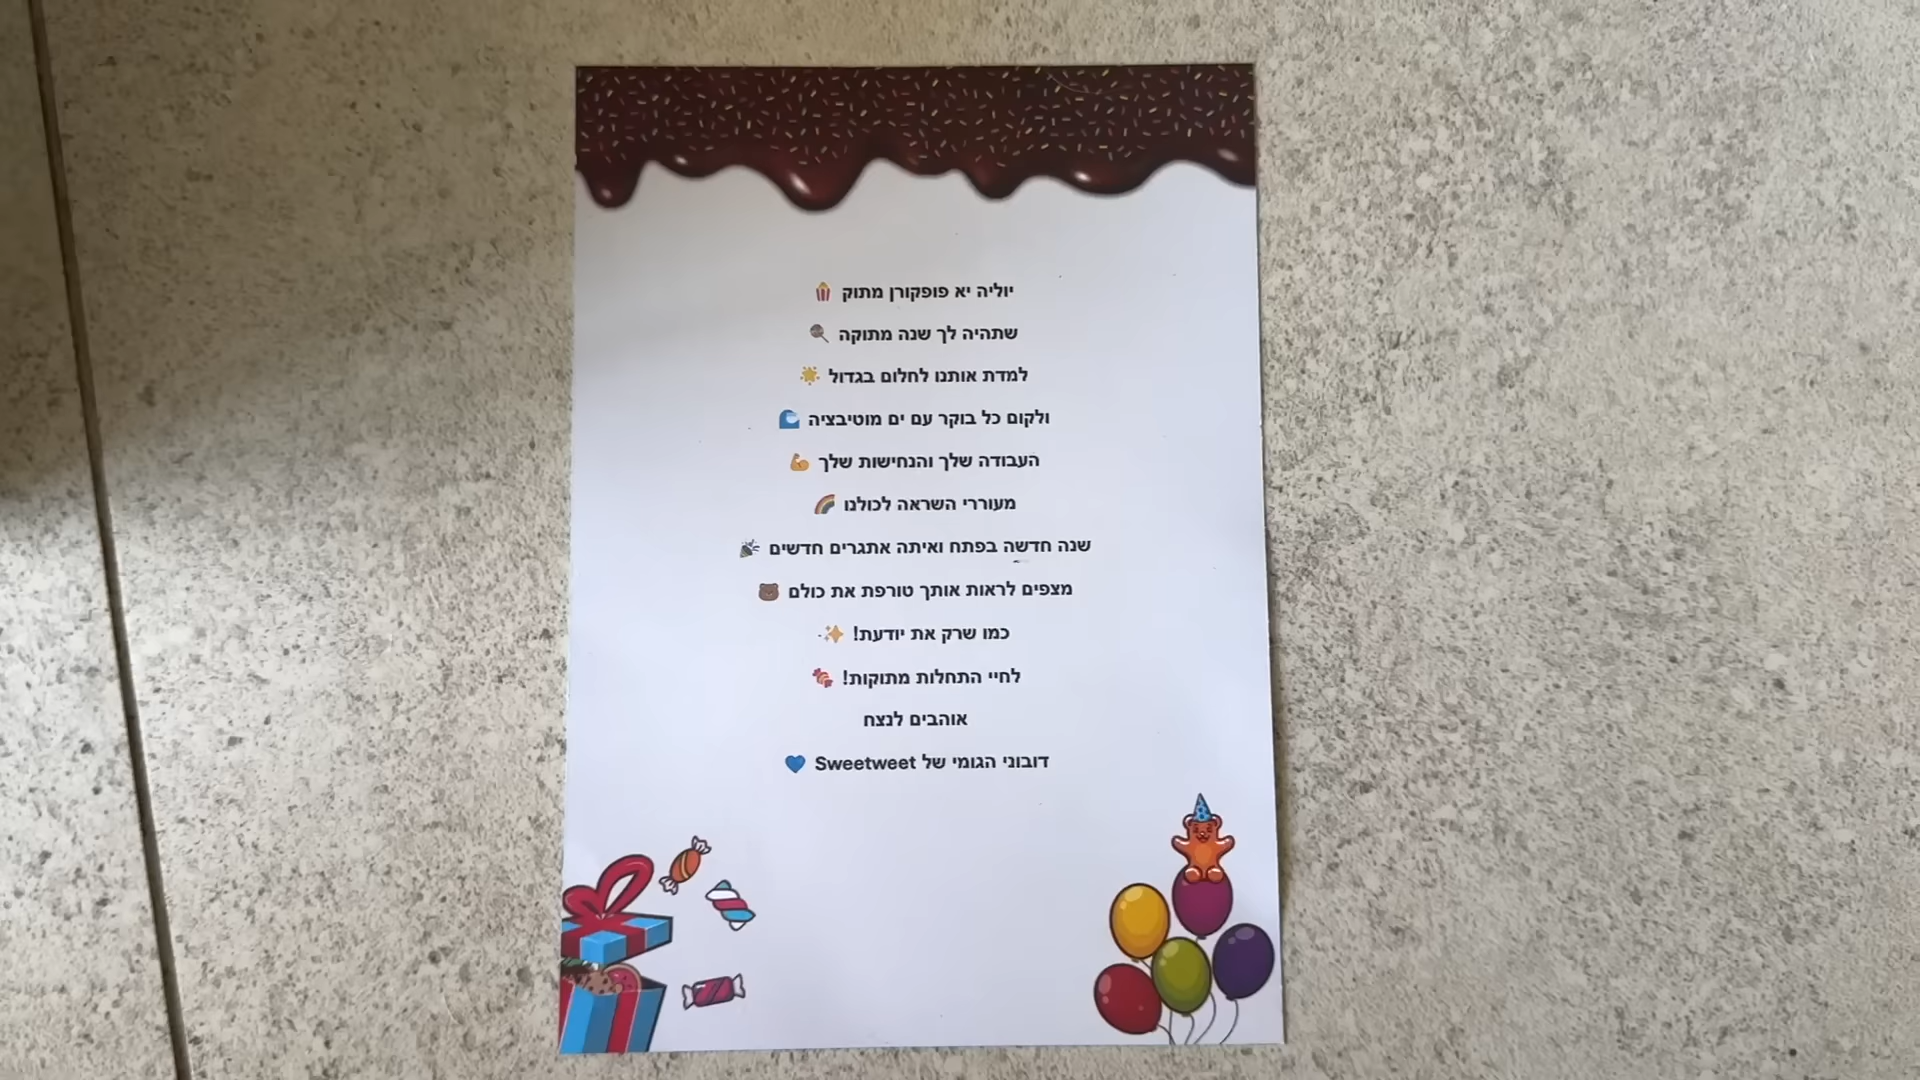 יוליה יא פופקורן מתוק 🍿
שתהיה לך שנה מתוקה 🍭
למדת אותנו לחלום בגדול 🌟
ולקום כל בוקר עם ים מוטיבציה 🌊
העבודה שלך והנחישות שלך 💪
מעוררי השראה לכולנו 🌈
שנה חדשה בפתח ואיתה אתגרים חדשים 🎉
מצפים לראות אותך טורפת את כולם 🐻
כמו שרק את יודעת! ✨
לחיי התחלות מתוקות! 🍬
אוהבים לנצח
דובוני הגומי של Sweetweet 💙